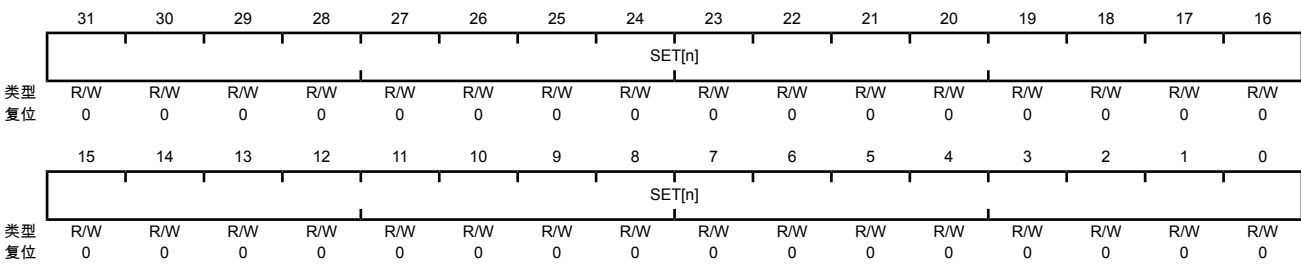 31 30 29 28 27 26 25 24 23 22 21 20 19 18 17 16
SET[n]
类型 R/W R/W R/W R/W R/W R/W R/W R/W R/W R/W R/W R/W R/W R/W R/W R/W
复位 0 0 0 0 0 0 0 0 0 0 0 0 0 0 0 0
15 14 13 12 11 10 9 8 7 6 5 4 3 2 1 0
SET[n]
类型 R/W R/W R/W R/W R/W R/W R/W R/W R/W R/W R/W R/W R/W R/W R/W R/W
复位 0 0 0 0 0 0 0 0 0 0 0 0 0 0 0 0